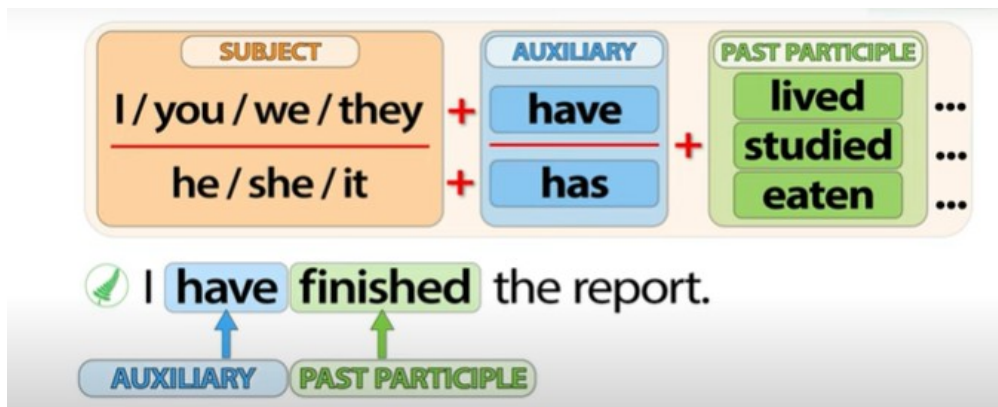 SUBJECT AUXILIARY PAST PARTICIPLE
I / you / we / they + have lived ...
+ studied ...
he / she / it + has eaten ...
I have finished the report.
AUXILIARY PAST PARTICIPLE